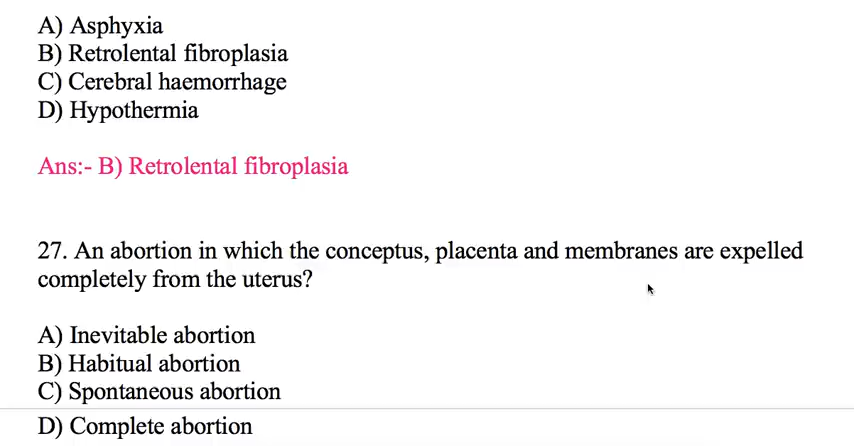 A) Asphyxia
B) Retrolental fibroplasia
C) Cerebral haemorrhage
D) Hypothermia
Ans:- B) Retrolental fibroplasia
27. An abortion in which the conceptus, placenta and membranes are expelled
completely from the uterus?
A) Inevitable abortion
B) Habitual abortion
C) Spontaneous abortion
D) Complete abortion